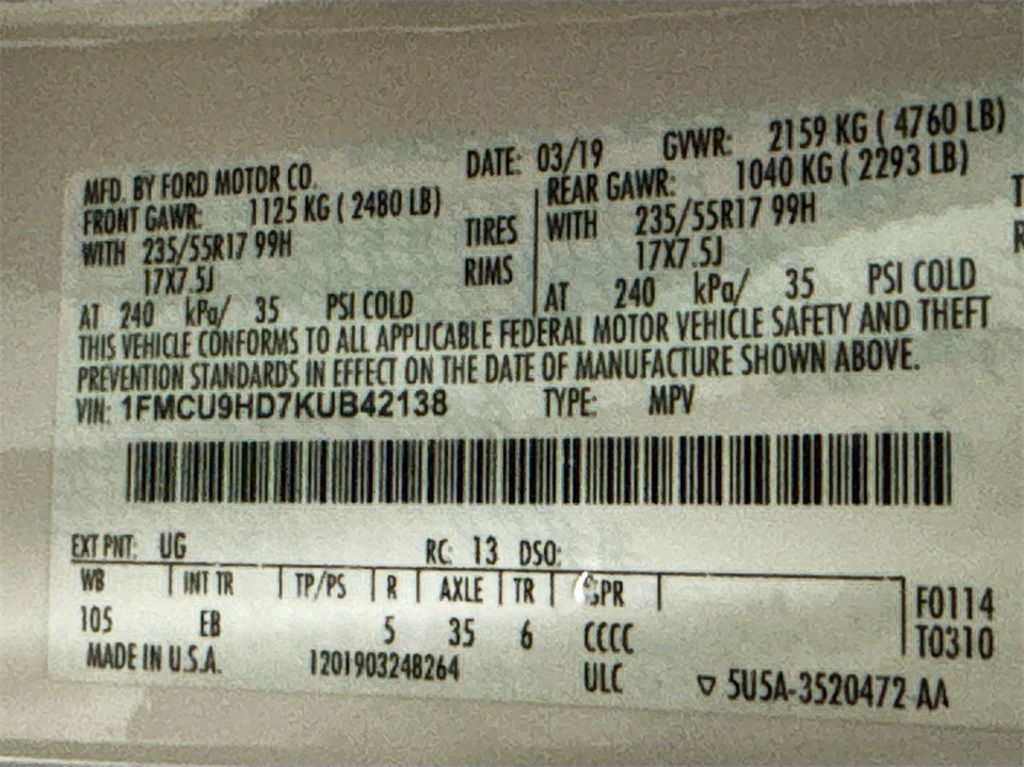 MFD. BY FORD MOTOR CO. DATE: 03/19 GVWR: 2159 KG ( 4760 LB)
FRONT GAWR: 1125 KG ( 2480 LB) REAR GAWR: 1040 KG ( 2293 LB)
WITH 235/55R17 99H TIRES WITH 235/55R17 99H
17X7.5J RIMS 17X7.5J
AT 240 kPa/ 35 PSI COLD AT 240 kPa/ 35 PSI COLD
THIS VEHICLE CONFORMS TO ALL APPLICABLE FEDERAL MOTOR VEHICLE SAFETY AND THEFT
PREVENTION STANDARDS IN EFFECT ON THE DATE OF MANUFACTURE SHOWN ABOVE.
VIN: 1FMCU9HD7KUB42138 TYPE: MPV
EXT PNT: UG RC: 13 DSO:
WB INT TR TP/PS R AXLE TR SPR F0114
105 EB 5 35 6 CCCC T0310
MADE IN U.S.A. 1201903248264 ULC ▽ 5U5A-3520472 AA